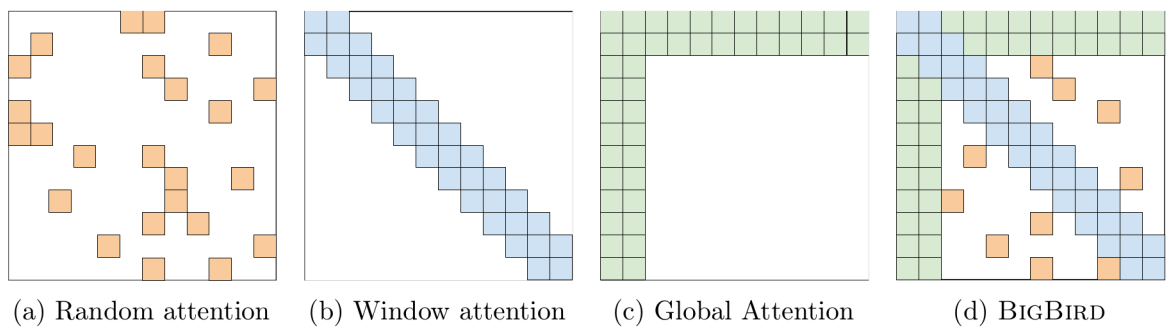 (a) Random attention
(b) Window attention
(c) Global Attention
(d) BIGBIRD